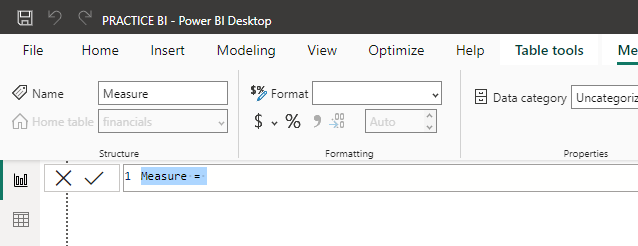 PRACTICE BI - Power BI Desktop
File Home Insert Modeling View Optimize Help Table tools Me
Name Measure $% Format Data category Uncategoriz
Home table financials $ % , .00 Auto
Structure Formatting Properties
1 Measure =